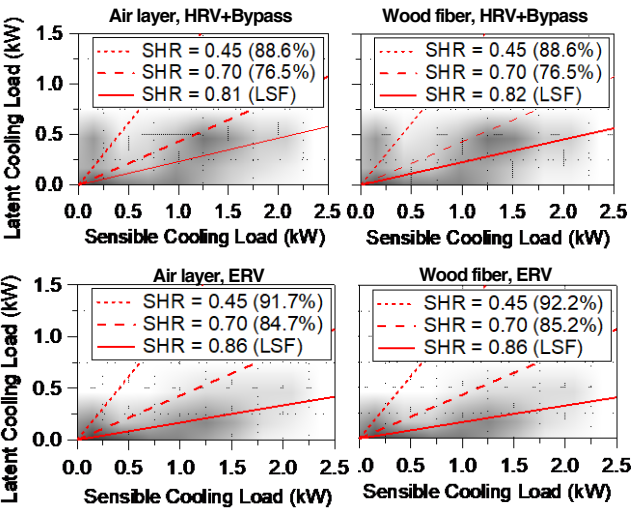 Air layer, HRV+Bypass
Wood fiber, HRV+Bypass
Latent Cooling Load (kW)
1.5
1.0
0.5
0.0
SHR = 0.45 (88.6%)
SHR = 0.70 (76.5%)
SHR = 0.81 (LSF)
SHR = 0.45 (88.6%)
SHR = 0.70 (76.5%)
SHR = 0.82 (LSF)
0.0 0.5 1.0 1.5 2.0 2.5
0.0 0.5 1.0 1.5 2.0 2.5
Sensible Cooling Load (kW)
Sensible Cooling Load (kW)
Air layer, ERV
Wood fiber, ERV
Latent Cooling Load (kW)
1.5
1.0
0.5
0.0
SHR = 0.45 (91.7%)
SHR = 0.70 (84.7%)
SHR = 0.86 (LSF)
SHR = 0.45 (92.2%)
SHR = 0.70 (85.2%)
SHR = 0.86 (LSF)
0.0 0.5 1.0 1.5 2.0 2.5
0.0 0.5 1.0 1.5 2.0 2.5
Sensible Cooling Load (kW)
Sensible Cooling Load (kW)